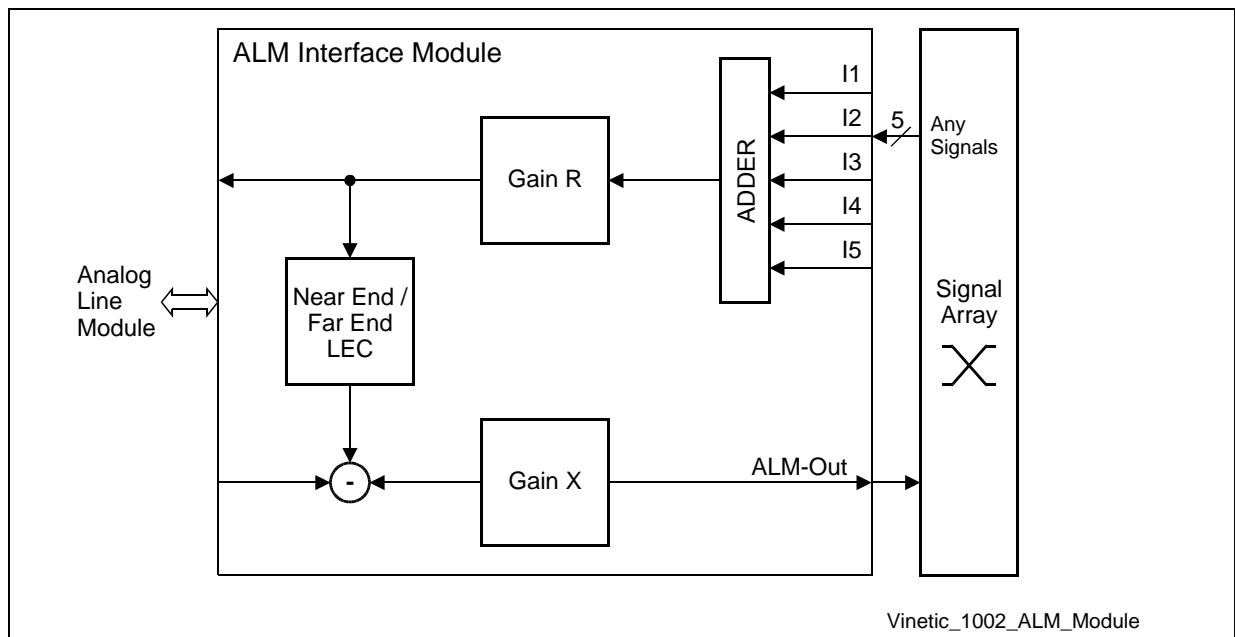 ALM Interface Module
I1
I2
I3
I4
I5
5
Any
Signals
ADDER
Gain R
Analog
Line
Module
Near End /
Far End
LEC
Signal
Array
-
Gain X
ALM-Out
Vinetic_1002_ALM_Module